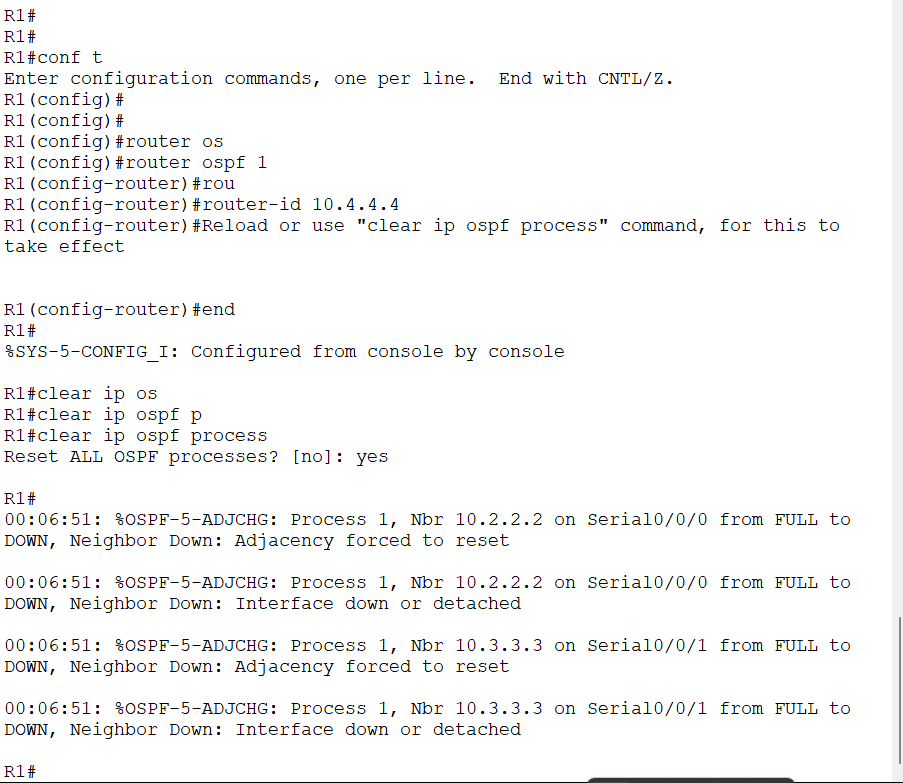 R1#
R1#
R1#conf t
Enter configuration commands, one per line.  End with CNTL/Z.
R1(config)#
R1(config)#
R1(config)#router os
R1(config)#router ospf 1
R1(config-router)#rou
R1(config-router)#router-id 10.4.4.4
R1(config-router)#Reload or use "clear ip ospf process" command, for this to
take effect
R1(config-router)#end
R1#
%SYS-5-CONFIG_I: Configured from console by console
R1#clear ip os
R1#clear ip ospf p
R1#clear ip ospf process
Reset ALL OSPF processes? [no]: yes
R1#
00:06:51: %OSPF-5-ADJCHG: Process 1, Nbr 10.2.2.2 on Serial0/0/0 from FULL to
DOWN, Neighbor Down: Adjacency forced to reset
00:06:51: %OSPF-5-ADJCHG: Process 1, Nbr 10.2.2.2 on Serial0/0/0 from FULL to
DOWN, Neighbor Down: Interface down or detached
00:06:51: %OSPF-5-ADJCHG: Process 1, Nbr 10.3.3.3 on Serial0/0/1 from FULL to
DOWN, Neighbor Down: Adjacency forced to reset
00:06:51: %OSPF-5-ADJCHG: Process 1, Nbr 10.3.3.3 on Serial0/0/1 from FULL to
DOWN, Neighbor Down: Interface down or detached
R1#